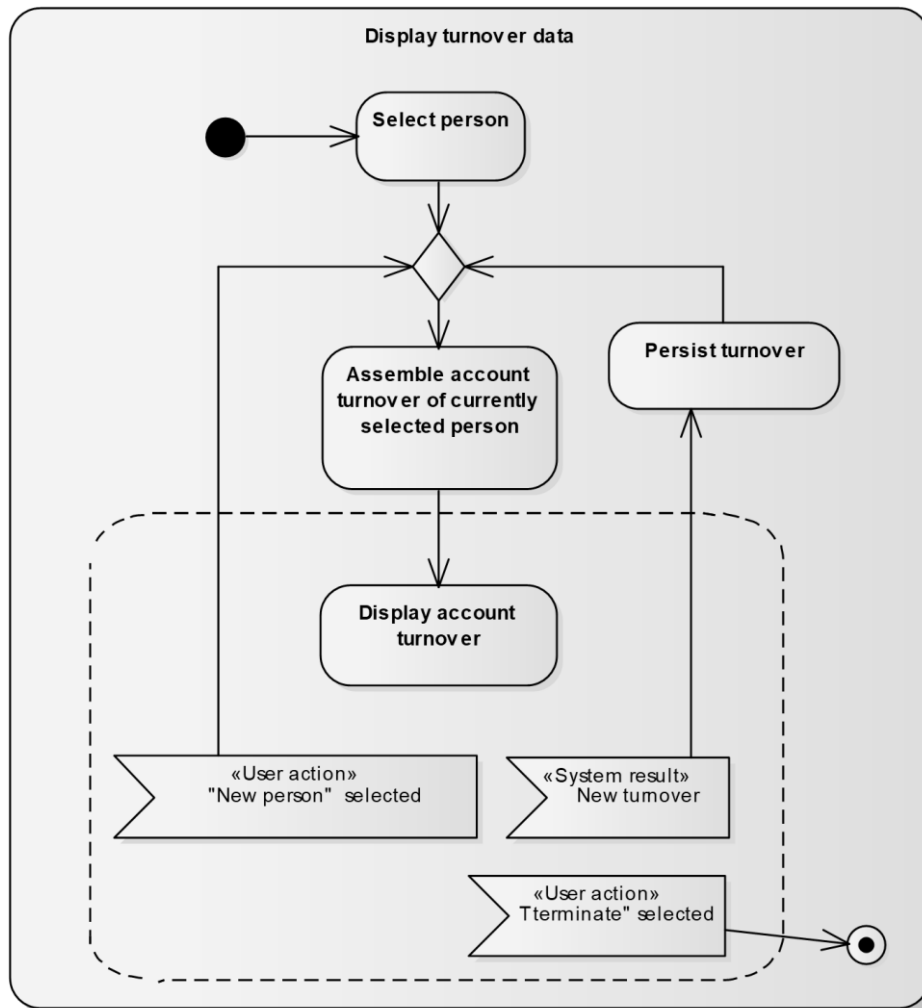 Display turnover data
Select person
Persist turnover
Assemble account
turnover of currently
selected person
Display account
turnover
«User action»
"New person" selected
«System result»
New turnover
«User action»
Tterminate" selected